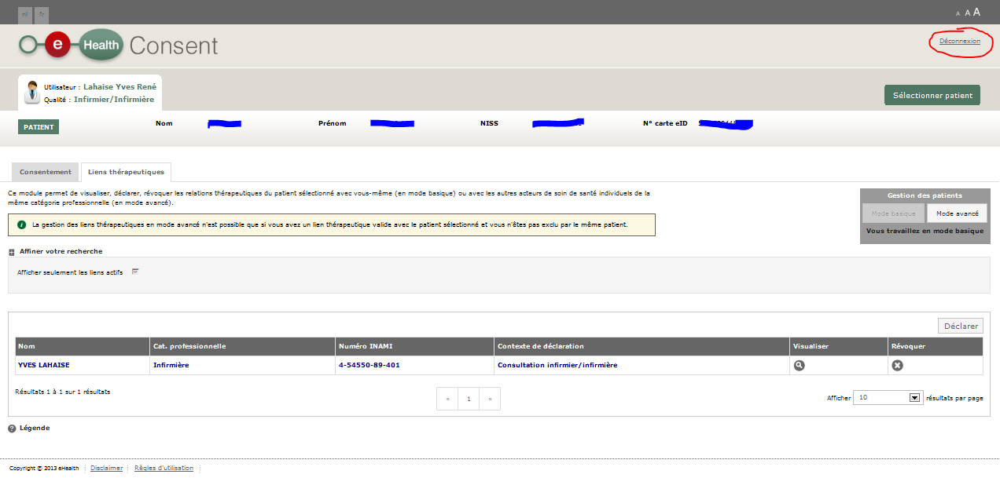 nl fr A A A
e Health Consent
Déconnexion
Utilisateur : Lahaise Yves René
Qualité : Infirmier/Infirmière
Sélectionner patient
PATIENT Nom Prénom NISS N° carte eID
Consentement Liens thérapeutiques
Ce module permet de visualiser, déclarer, révoquer les relations thérapeutiques du patient sélectionné avec vous-même (en mode basique) ou avec les autres acteurs de soin de santé individuels de la
même catégorie professionnelle (en mode avancé).
Gestion des patients
Mode basique Mode avancé
Vous travaillez en mode basique
La gestion des liens thérapeutiques en mode avancé n'est possible que si vous avez un lien thérapeutique valide avec le patient sélectionné et vous n'êtes pas exclu par le même patient.
Affiner votre recherche
Afficher seulement les liens actifs
Déclarer
Nom Cat. professionnelle Numéro INAMI Contexte de déclaration Visualiser Révoquer
YVES LAHAISE Infirmière 4-54550-89-401 Consultation infirmier/infirmière
Résultats 1 à 1 sur 1 résultats
« 1 »
Afficher 10 résultats par page
? Légende
Copyright © 2013 eHealth Disclaimer Règles d'utilisation